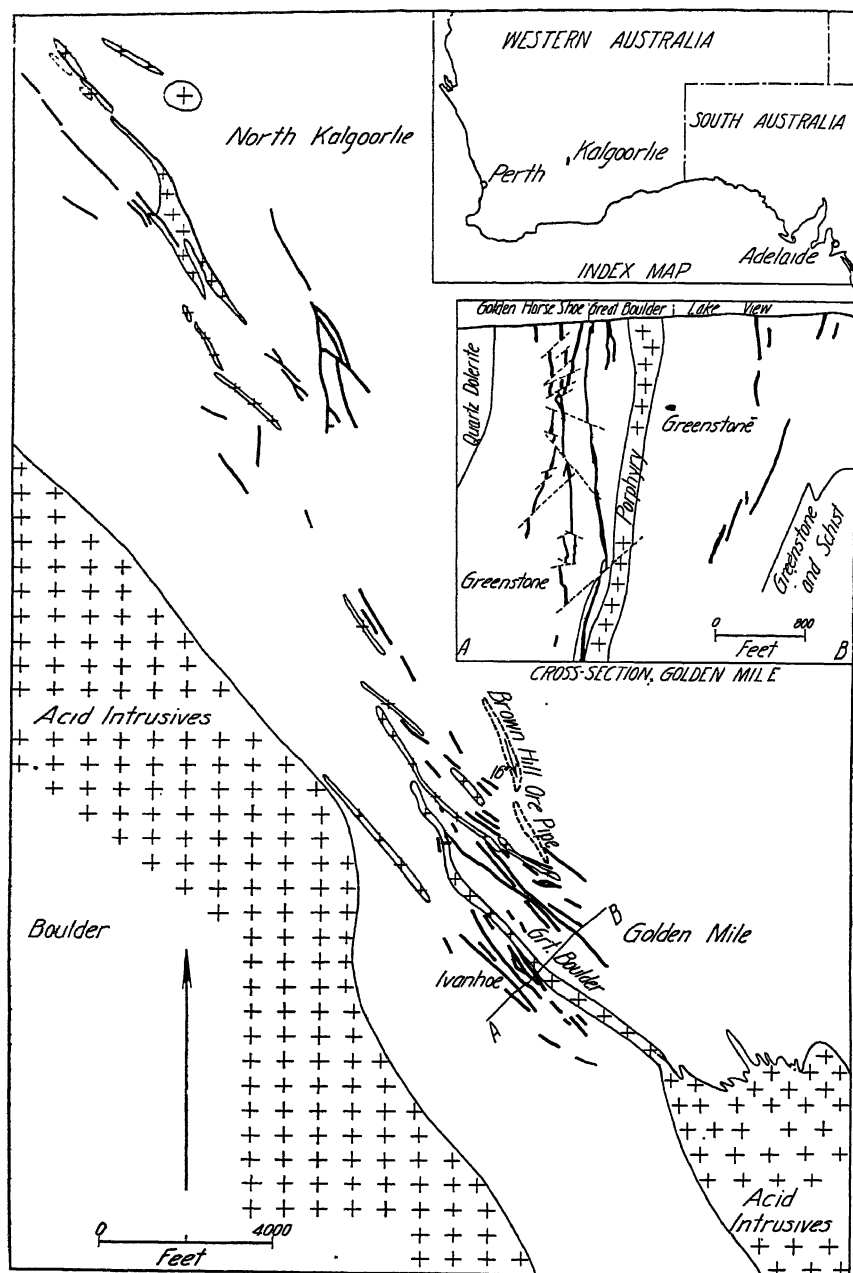 North Kalgoorlie
WESTERN AUSTRALIA
SOUTH AUSTRALIA
Kalgoorlie
Perth
Adelaide
INDEX MAP
Golden Horse Shoe Great Boulder Lake View
Quartz Dolerite
Greenstone
Porphyry
Greenstone
Greenstone
and Schist
0 800
Feet
A B
CROSS-SECTION, GOLDEN MILE
Acid Intrusives
Brown Hill Ore Pipe
16°
Boulder
B
Golden Mile
Grt. Boulder
Ivanhoe
A
Acid
Intrusives
0 4000
Feet